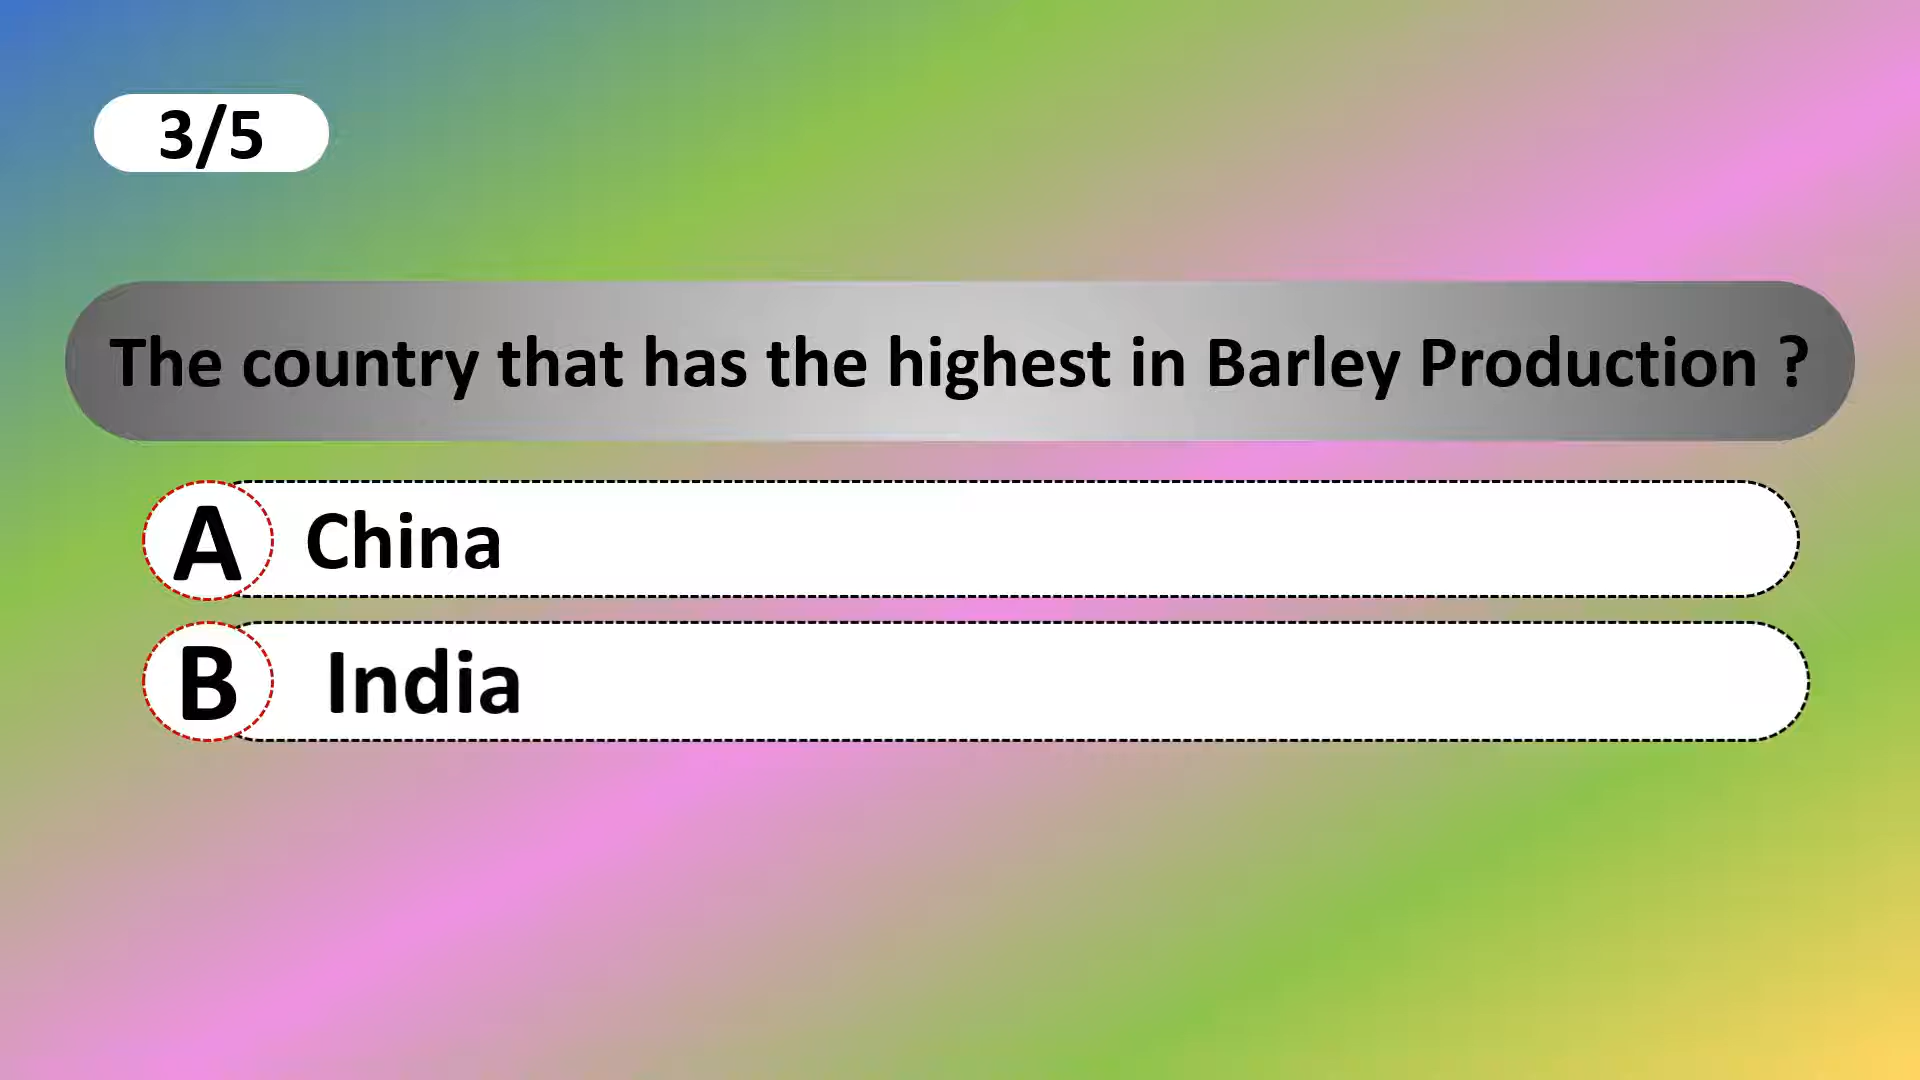 3/5
The country that has the highest in Barley Production ?
A China
B India